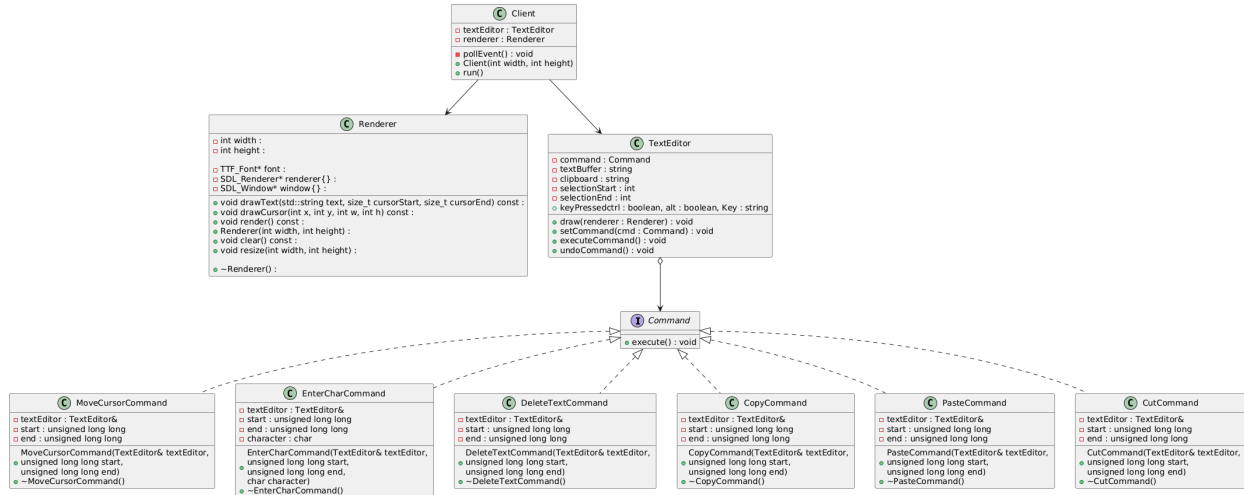 C Client
textEditor : TextEditor
renderer : Renderer
pollEvent() : void
Client(int width, int height)
run()
C Renderer
int width :
int height :
TTF_Font* font :
SDL_Renderer* renderer{} :
SDL_Window* window{} :
void drawText(std::string text, size_t cursorStart, size_t cursorEnd) const :
void drawCursor(int x, int y, int w, int h) const :
void render() const :
Renderer(int width, int height) :
void clear() const :
void resize(int width, int height) :
~Renderer() :
C TextEditor
command : Command
textBuffer : string
clipboard : string
selectionStart : int
selectionEnd : int
keyPressedctrl : boolean, alt : boolean, Key : string
draw(renderer : Renderer) : void
setCommand(cmd : Command) : void
executeCommand() : void
undoCommand() : void
I Command
execute() : void
C MoveCursorCommand
textEditor : TextEditor&
start : unsigned long long
end : unsigned long long
MoveCursorCommand(TextEditor& textEditor,
unsigned long long start,
unsigned long long end)
~MoveCursorCommand()
C EnterCharCommand
textEditor : TextEditor&
start : unsigned long long
end : unsigned long long
character : char
EnterCharCommand(TextEditor& textEditor,
unsigned long long start,
unsigned long long end,
char character)
~EnterCharCommand()
C DeleteTextCommand
textEditor : TextEditor&
start : unsigned long long
end : unsigned long long
DeleteTextCommand(TextEditor& textEditor,
unsigned long long start,
unsigned long long end)
~DeleteTextCommand()
C CopyCommand
textEditor : TextEditor&
start : unsigned long long
end : unsigned long long
CopyCommand(TextEditor& textEditor,
unsigned long long start,
unsigned long long end)
~CopyCommand()
C PasteCommand
textEditor : TextEditor&
start : unsigned long long
end : unsigned long long
PasteCommand(TextEditor& textEditor,
unsigned long long start,
unsigned long long end)
~PasteCommand()
C CutCommand
textEditor : TextEditor&
start : unsigned long long
end : unsigned long long
CutCommand(TextEditor& textEditor,
unsigned long long start,
unsigned long long end)
~CutCommand()